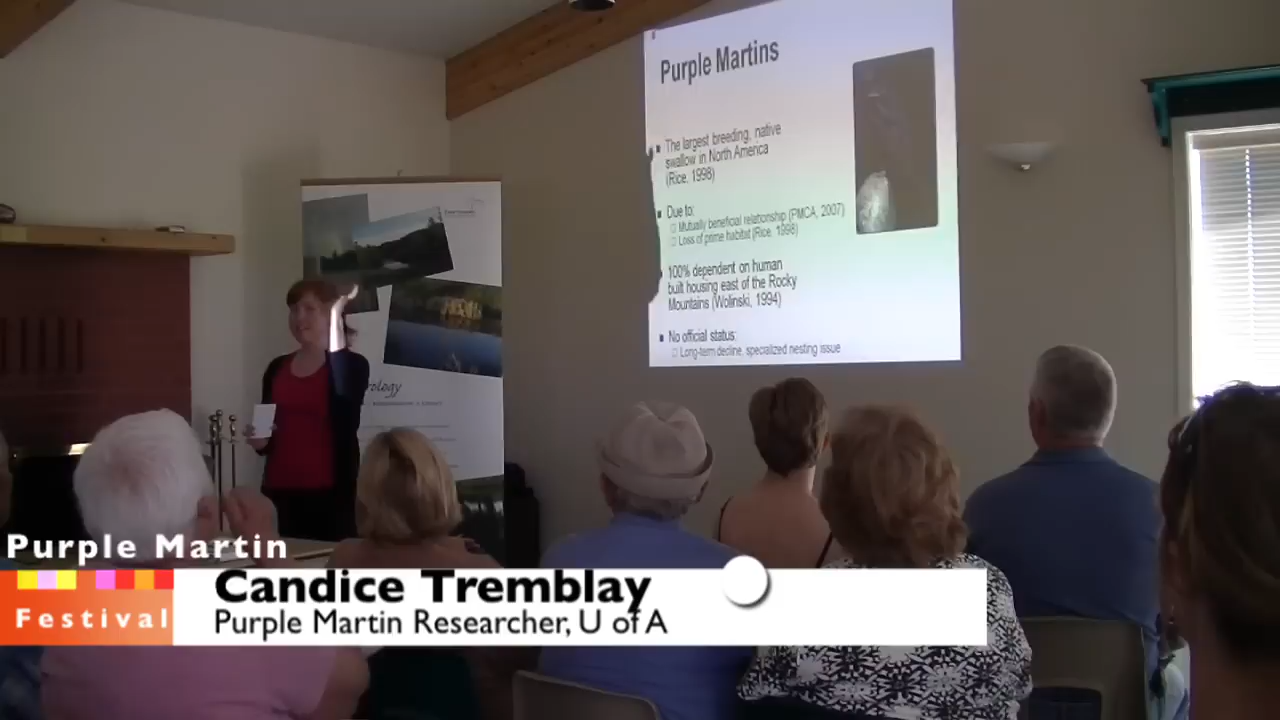 Purple Martins
The largest breeding, native
swallow in North America
(Rice, 1998)
Due to:
Mutually beneficial relationship (PMCA, 2007)
Loss of prime habitat (Rice, 1998)
100% dependent on human
built housing east of the Rocky
Mountains (Wolinski, 1994)
No official status:
Long-term decline, specialized nesting issue
Purple Martin
Festival
Candice Tremblay
Purple Martin Researcher, U of A